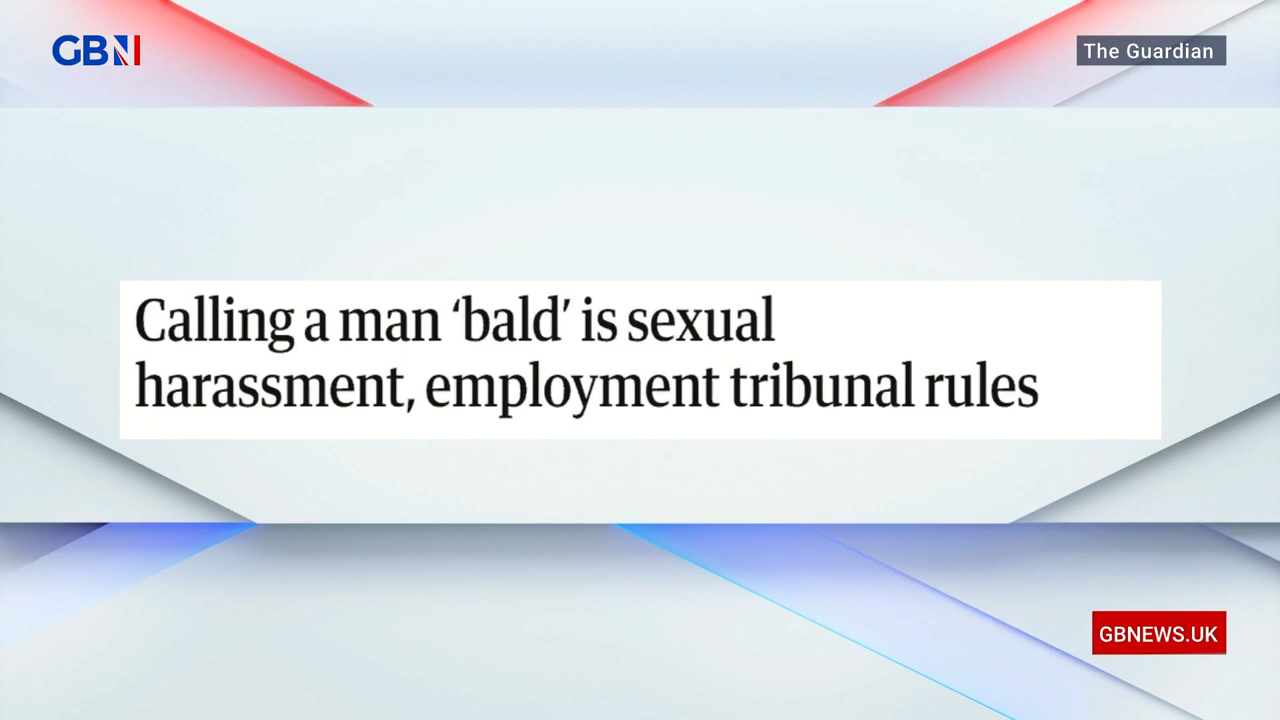 GBN
The Guardian
Calling a man ‘bald’ is sexual
harassment, employment tribunal rules
GBNEWS.UK